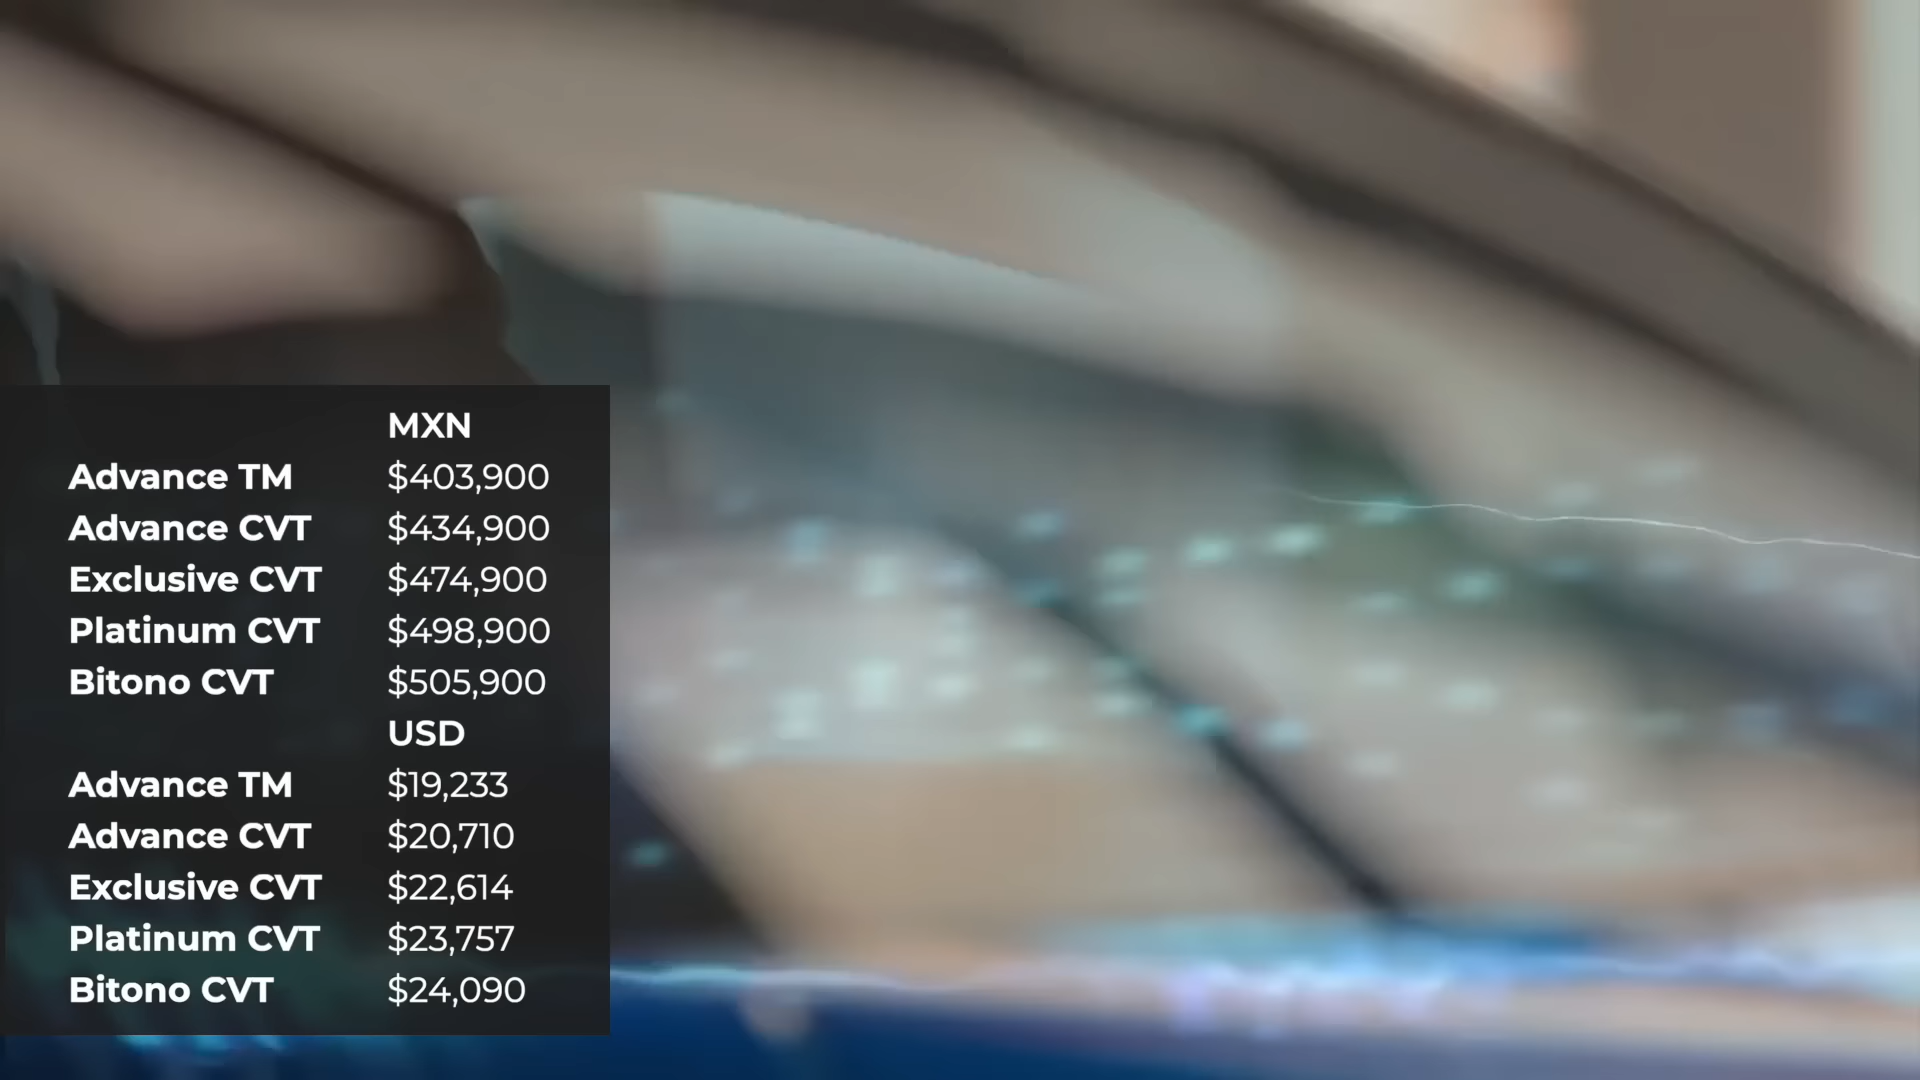 MXN
Advance TM $403,900
Advance CVT $434,900
Exclusive CVT $474,900
Platinum CVT $498,900
Bitono CVT $505,900
USD
Advance TM $19,233
Advance CVT $20,710
Exclusive CVT $22,614
Platinum CVT $23,757
Bitono CVT $24,090